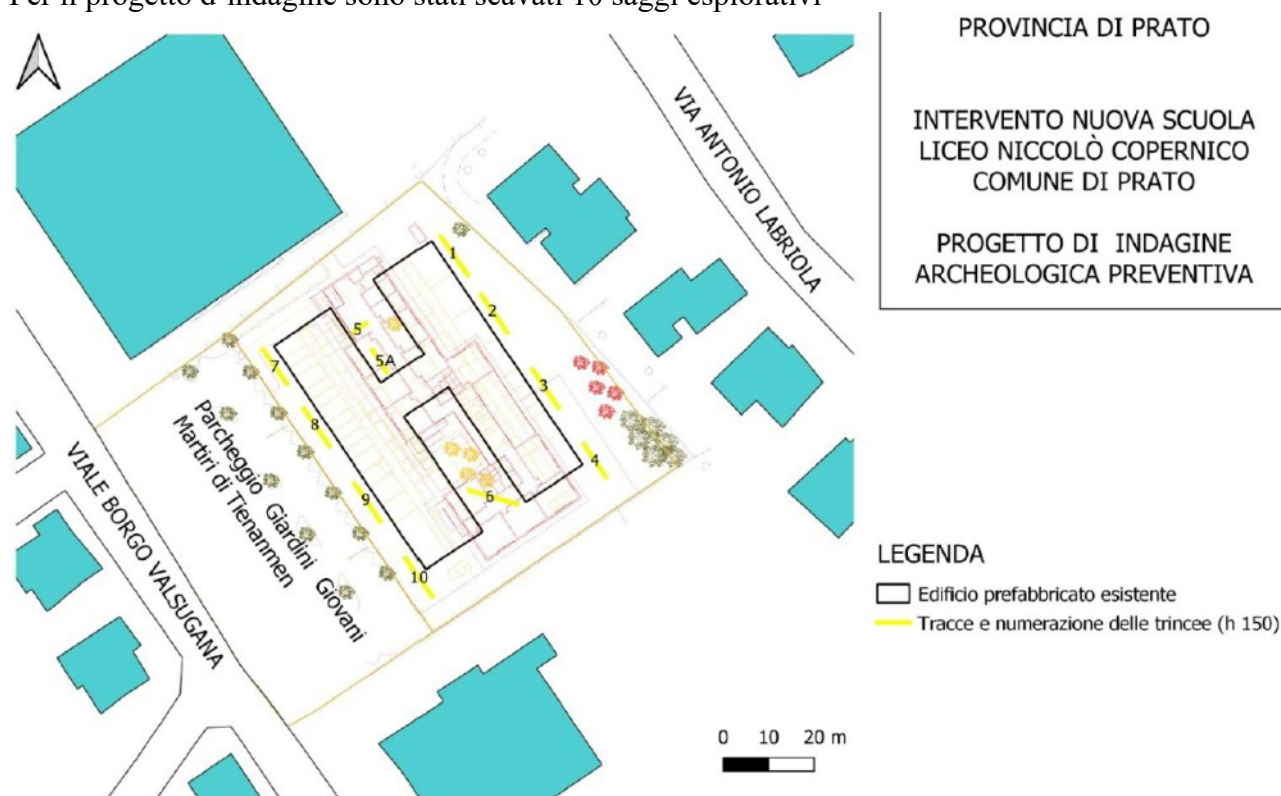 Per il progetto d'indagine sono stati scavati 10 saggi esplorativi
PROVINCIA DI PRATO
INTERVENTO NUOVA SCUOLA
LICEO NICCOLÒ COPERNICO
COMUNE DI PRATO
PROGETTO DI INDAGINE
ARCHEOLOGICA PREVENTIVA
VIA ANTONIO LABRIOLA
1
2
5
5A
7
3
8
4
6
9
10
Parcheggio Giardini Giovani
Martiri di Tienanmen
VIALE BORGO VALSUGANA
LEGENDA
Edificio prefabbricato esistente
Tracce e numerazione delle trincee (h 150)
0 10 20 m